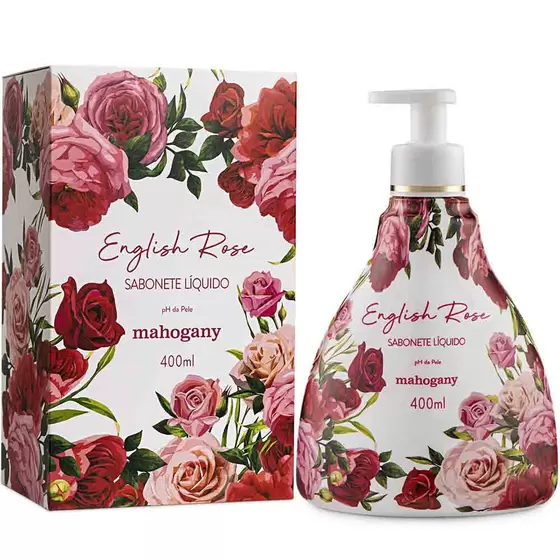 English Rose
SABONETE LÍQUIDO
pH da Pele
mahogany
400ml
English Rose
SABONETE LÍQUIDO
pH da Pele
mahogany
400ml